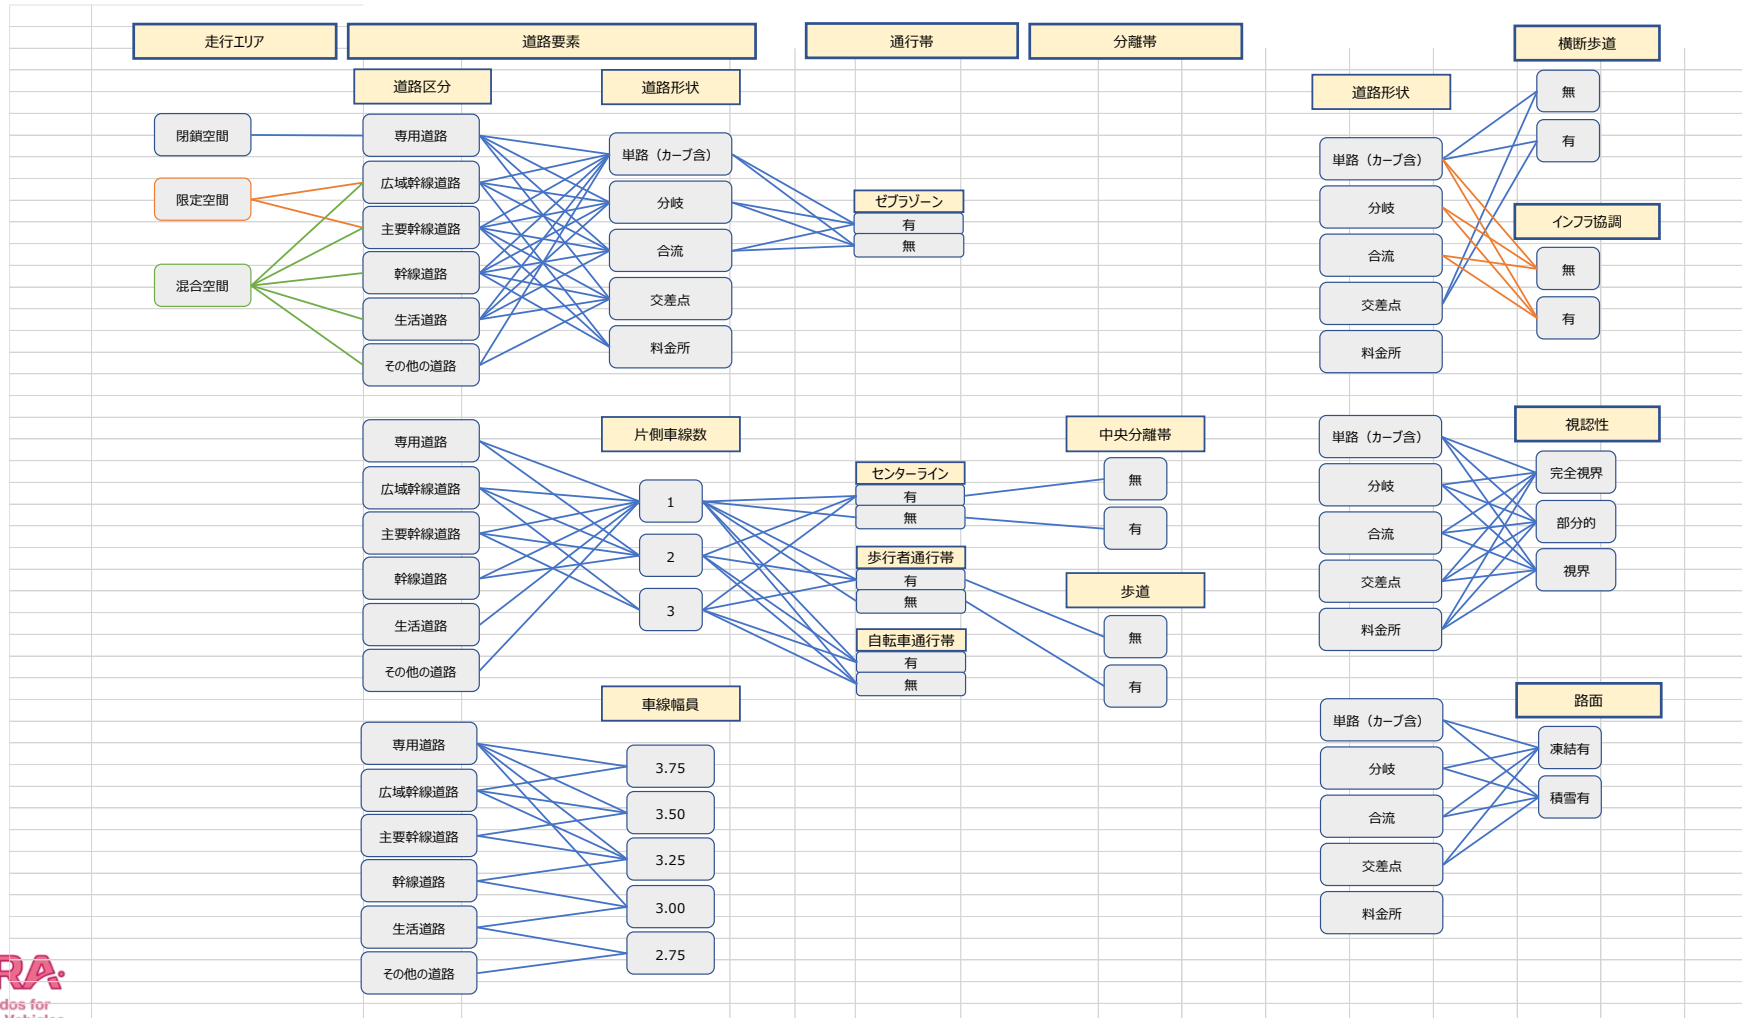 走行エリア
道路要素
通行帯
分離帯
横断歩道
道路区分
道路形状
道路形状
閉鎖空間
限定空間
混合空間
専用道路
広域幹線道路
主要幹線道路
幹線道路
生活道路
その他の道路
単路（カーブ含）
分岐
合流
交差点
料金所
ゼブラゾーン
有
無
単路（カーブ含）
分岐
合流
交差点
料金所
無
有
インフラ協調
無
有
専用道路
広域幹線道路
主要幹線道路
幹線道路
生活道路
その他の道路
片側車線数
1
2
3
センターライン
有
無
歩行者通行帯
有
無
自転車通行帯
有
無
中央分離帯
無
有
歩道
無
有
単路（カーブ含）
分岐
合流
交差点
料金所
視認性
完全視界
部分的
視界
専用道路
広域幹線道路
主要幹線道路
幹線道路
生活道路
その他の道路
車線幅員
3.75
3.50
3.25
3.00
2.75
単路（カーブ含）
分岐
合流
交差点
料金所
路面
凍結有
積雪有
RA
dos for